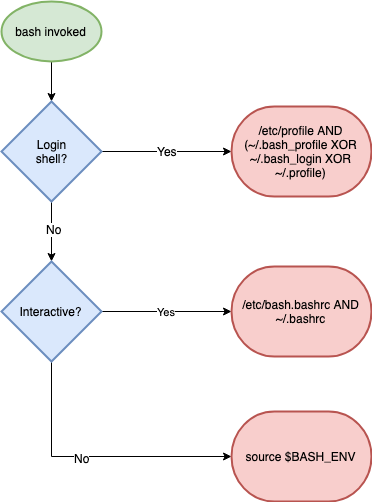 bash invoked
Login
shell?
Yes
/etc/profile AND
(~/.bash_profile XOR
~/.bash_login XOR
~/.profile)
No
Interactive?
Yes
/etc/bash.bashrc AND
~/.bashrc
No
source $BASH_ENV